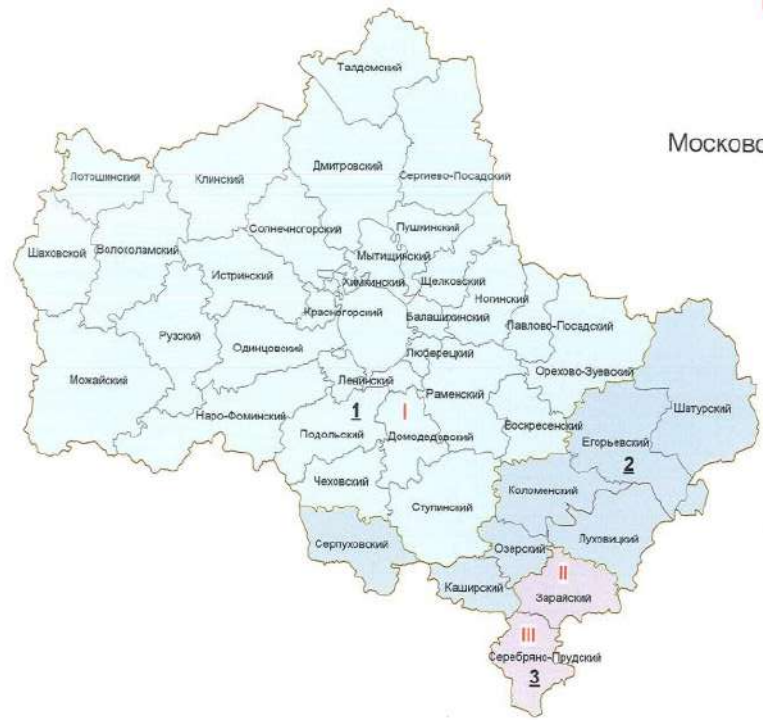 Талдомский
Московс
Дмитровский
Сергиево-Посадский
Лотошинский
Клинский
Солнечногорский
Пушкинский
Шаховской
Волоколамский
Мытищинский
Истринский
Химкинский
Щелковский
Ногинский
Красногорский
Балашихинский
Павлово-Посадский
Рузский
Одинцовский
Люберецкий
Орехово-Зуевский
Можайский
Ленинский
Наро-Фоминский
1
I
Раменский
Шатурский
Подольский
Домодедовский
Воскресенский
Егорьевский
2
Чеховский
Коломенский
Ступинский
Серпуховский
Озерский
Луховицкий
Каширский
II
Зарайский
III
Серебряно-Прудский
3